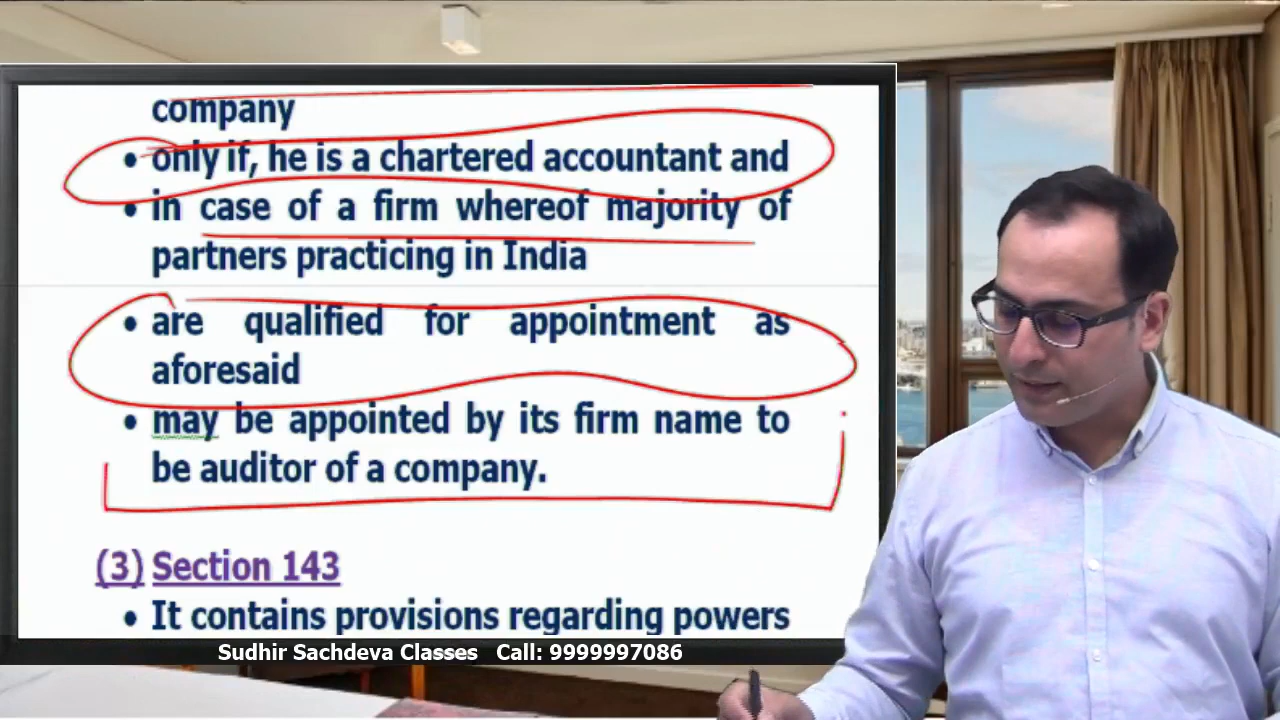 company
• only if, he is a chartered accountant and
• in case of a firm whereof majority of
partners practicing in India
• are qualified for appointment as
aforesaid
• may be appointed by its firm name to
be auditor of a company.
(3) Section 143
• It contains provisions regarding powers
Sudhir Sachdeva Classes Call: 9999997086